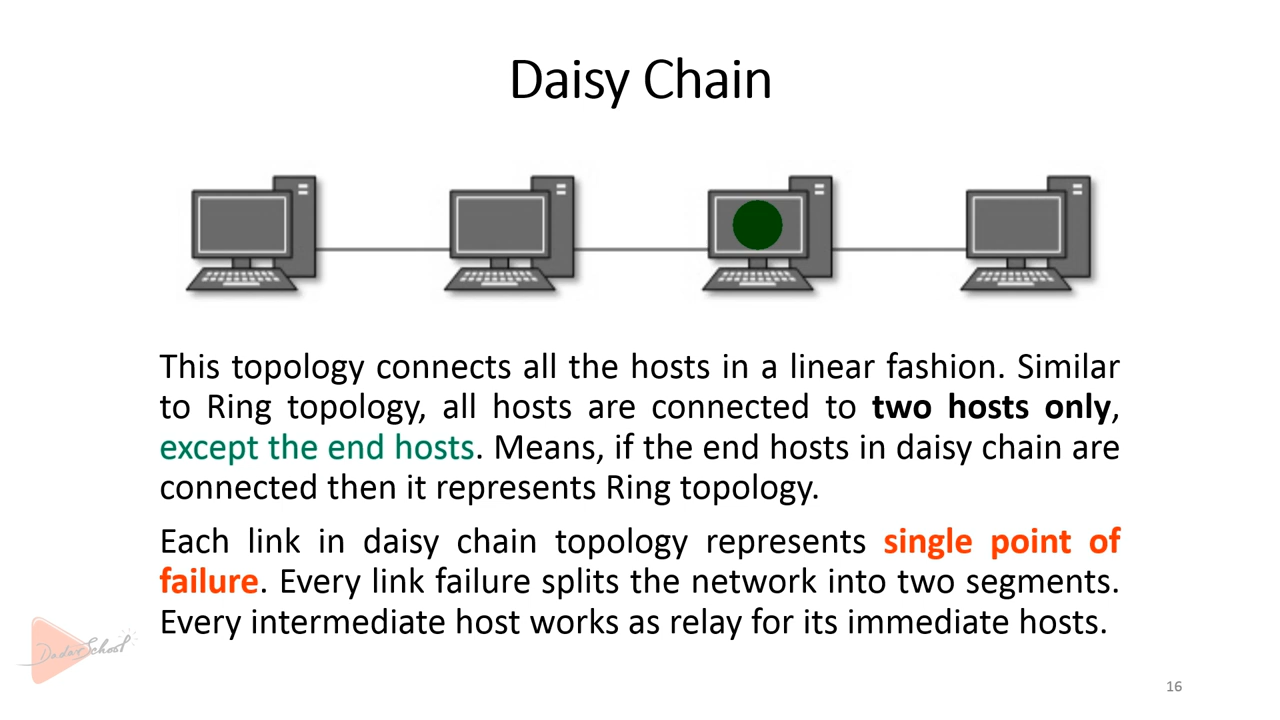 Daisy Chain
This topology connects all the hosts in a linear fashion. Similar
to Ring topology, all hosts are connected to two hosts only,
except the end hosts. Means, if the end hosts in daisy chain are
connected then it represents Ring topology.
Each link in daisy chain topology represents single point of
failure. Every link failure splits the network into two segments.
Every intermediate host works as relay for its immediate hosts.
DadarSchool
16